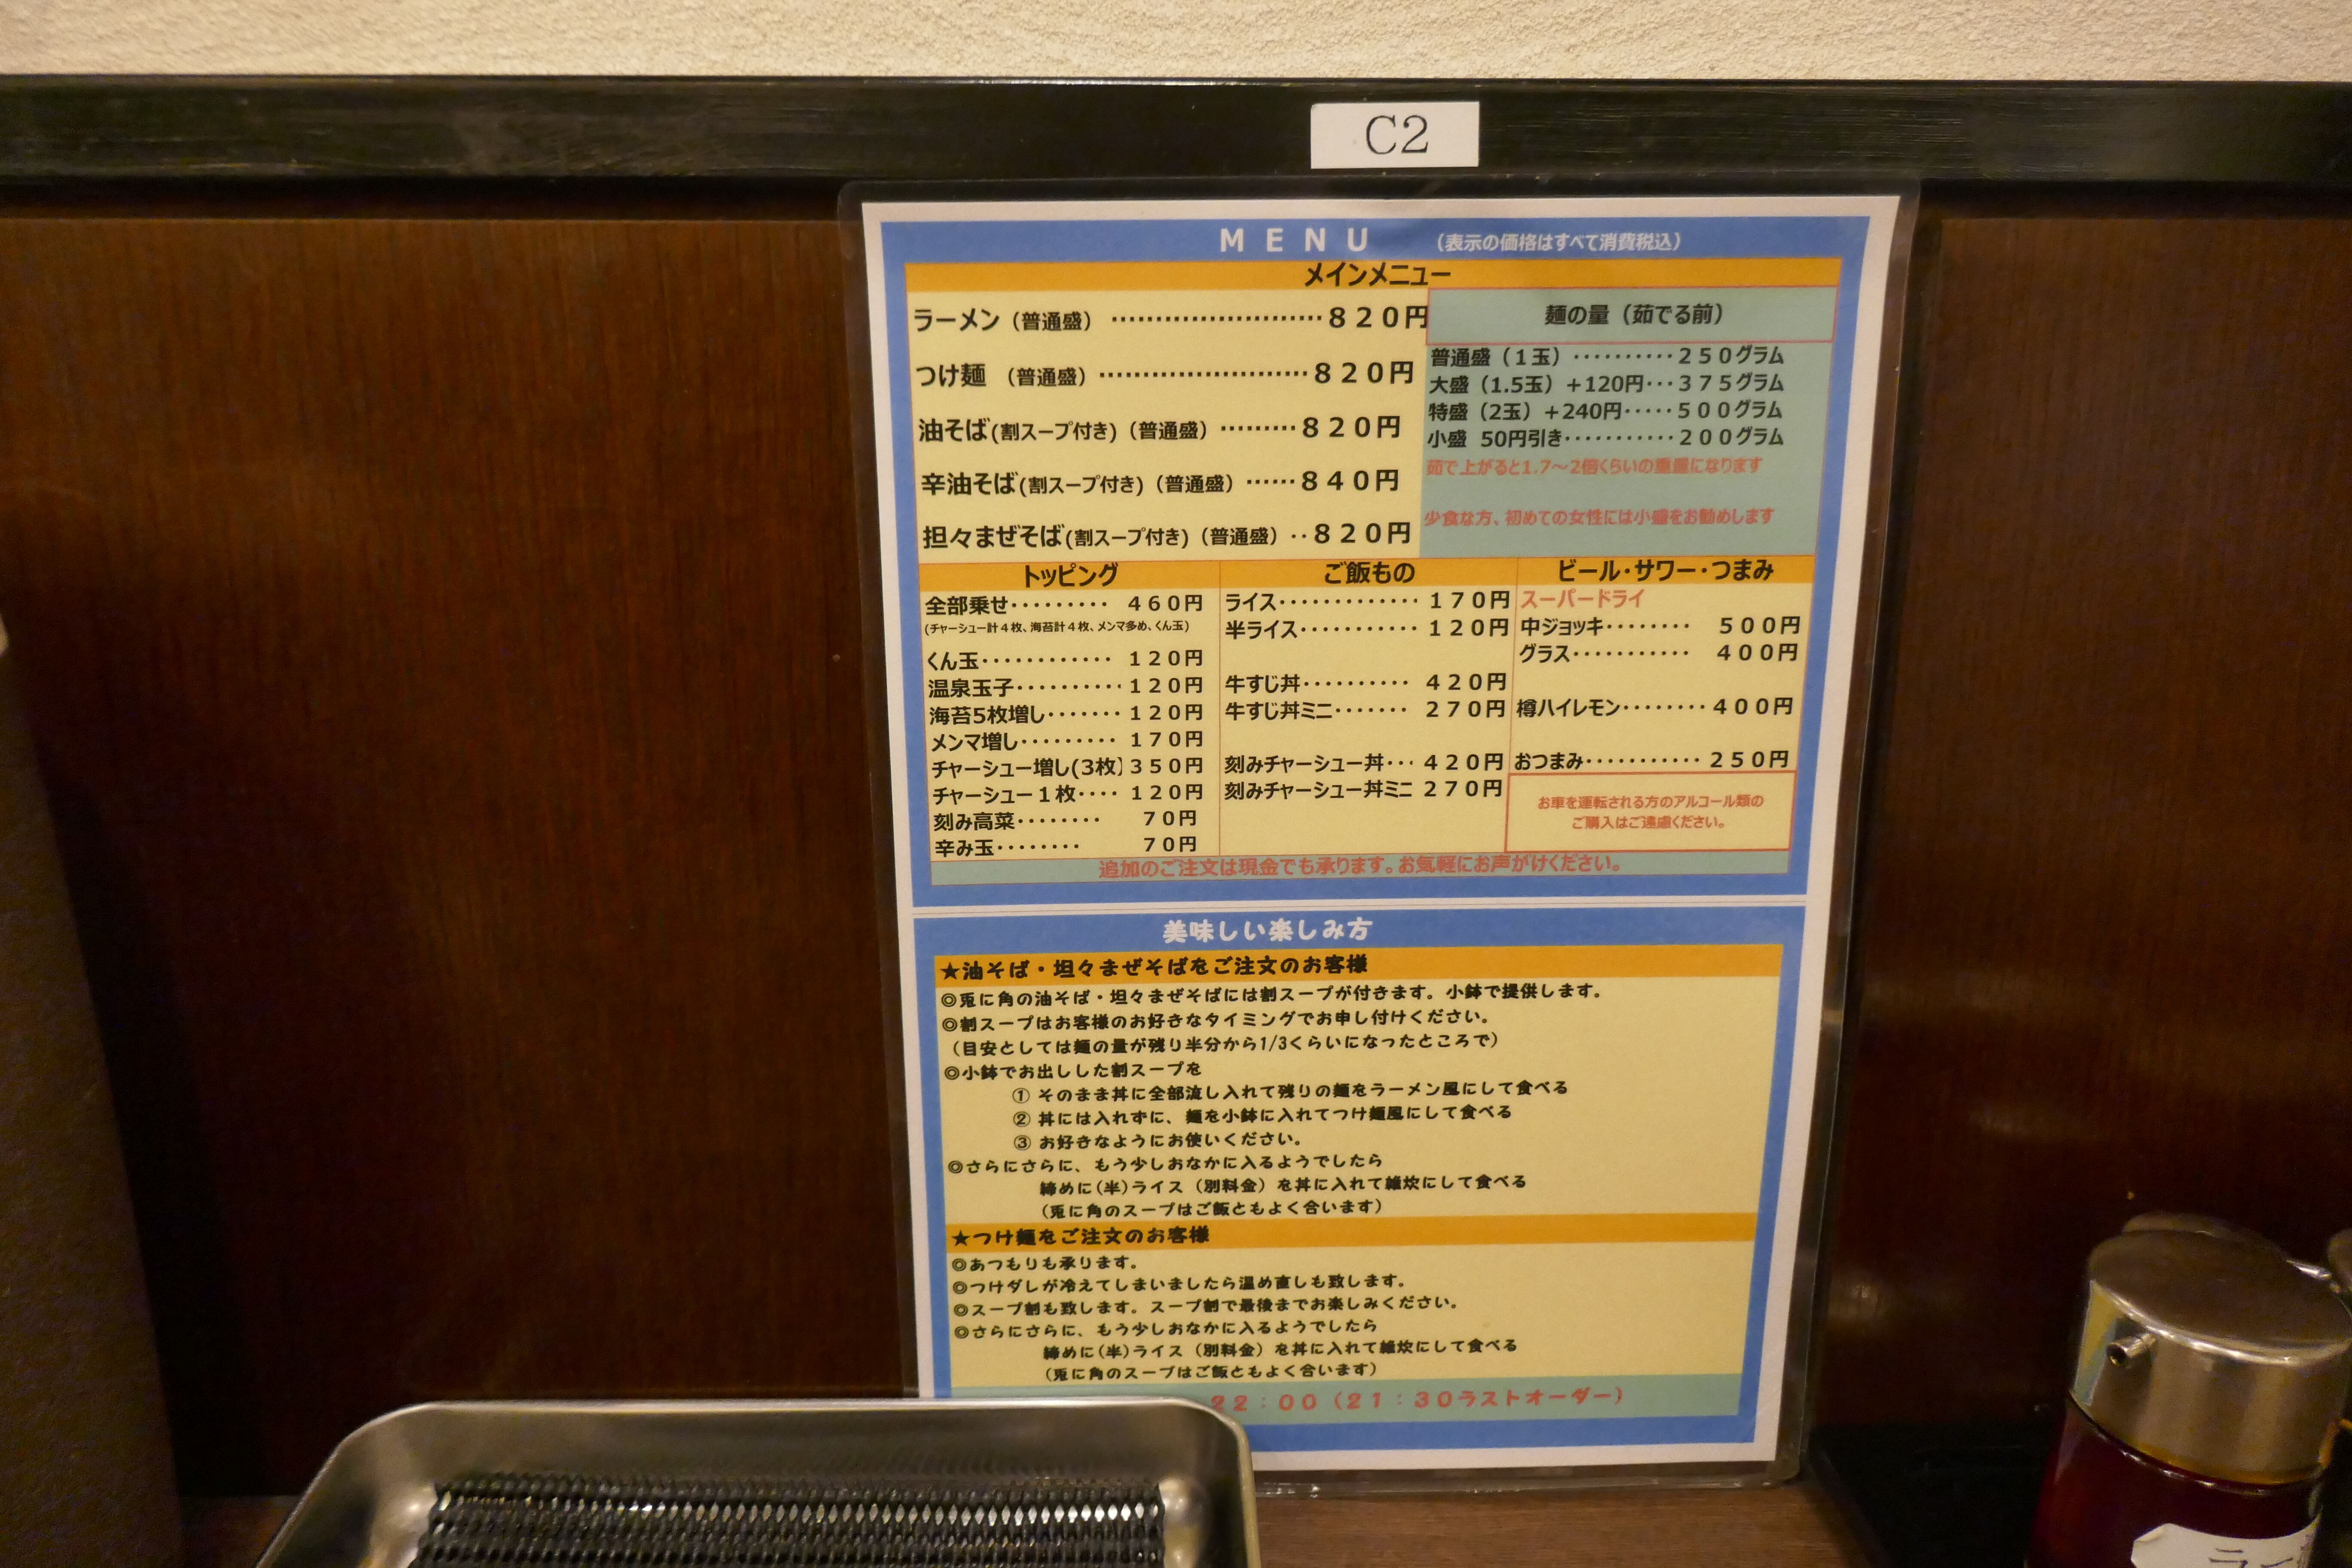 C2
MENU （表示の価格はすべて消費税込）
メインメニュー
ラーメン（普通盛）‥‥‥‥‥‥‥‥820円
つけ麺 （普通盛）‥‥‥‥‥‥‥‥820円
油そば(割スープ付き)（普通盛）‥‥‥820円
辛油そば(割スープ付き)（普通盛）‥‥840円
担々まぜそば(割スープ付き)（普通盛）‥820円
麺の量（茹でる前）
普通盛（1玉）‥‥‥‥‥250グラム
大盛（1.5玉）+120円･･･375グラム
特盛（2玉）+240円･････500グラム
小盛 50円引き･･･････････200グラム
茹で上がると1.7～2倍くらいの重量になります
少食な方、初めての女性には小盛をお勧めします
トッピング
全部乗せ･････････ 460円
(チャーシュー計４枚、海苔計４枚、メンマ多め、くん玉)
くん玉････････････ 120円
温泉玉子･･････････120円
海苔5枚増し･･･････120円
メンマ増し･････････ 170円
チャーシュー増し(3枚)350円
チャーシュー１枚････ 120円
刻み高菜････････ 70円
辛み玉････････ 70円
ご飯もの
ライス･････････････ 170円
半ライス･･･････････ 120円
牛すじ丼･･････････ 420円
牛すじ丼ミニ･･･････ 270円
刻みチャーシュー丼･･･ 420円
刻みチャーシュー丼ミニ 270円
ビール・サワー・つまみ
スーパードライ
中ジョッキ････････ 500円
グラス･･･････････ 400円
樽ハイレモン････････400円
おつまみ･･･････････ 250円
お車を運転される方のアルコール類の
ご購入はご遠慮ください。
追加のご注文は現金でも承ります。お気軽にお声がけください。
美味しい楽しみ方
★油そば・坦々まぜそばをご注文のお客様
◎兎に角の油そば・坦々まぜそばには割スープが付きます。小鉢で提供します。
◎割スープはお客様のお好きなタイミングでお申し付けください。
（目安としては麺の量が残り半分から1/3くらいになったところで）
◎小鉢でお出しした割スープを
① そのまま丼に全部流し入れて残りの麺をラーメン風にして食べる
② 丼には入れずに、麺を小鉢に入れてつけ麺風にして食べる
③ お好きなようにお使いください。
◎さらにさらに、もう少しおなかに入るようでしたら
締めに(半)ライス（別料金）を丼に入れて雑炊にして食べる
（兎に角のスープはご飯ともよく合います）
★つけ麺をご注文のお客様
◎あつもりも承ります。
◎つけダレが冷えてしまいましたら温め直しも致します。
◎スープ割も致します。スープ割で最後までお楽しみください。
◎さらにさらに、もう少しおなかに入るようでしたら
締めに(半)ライス（別料金）を丼に入れて雑炊にして食べる
（兎に角のスープはご飯ともよく合います）
22：00（21：30ラストオーダー）